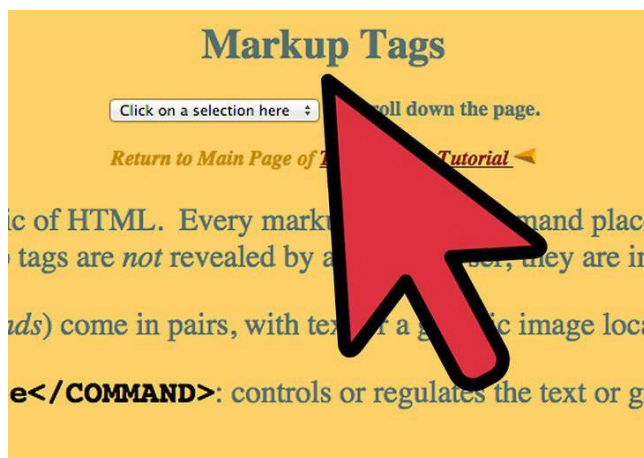 Markup Tags
Click on a selection here roll down the page.
Return to Main Page of Tutorial
ic of HTML. Every marku mand plac
tags are not revealed by a ser, they are in
nds) come in pairs, with tex r a g ic image loca
e</COMMAND>: controls or regulates the text or g